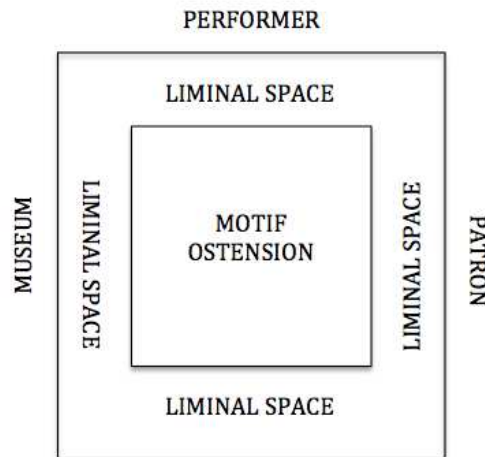 PERFORMER
LIMINAL SPACE
MUSEUM
LIMINAL SPACE
MOTIF
OSTENSION
LIMINAL SPACE
PATRON
LIMINAL SPACE